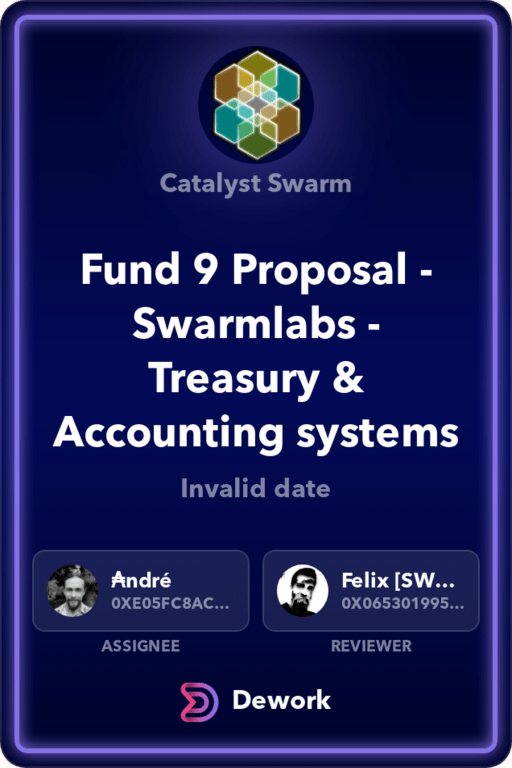 Catalyst Swarm
Fund 9 Proposal -
Swarmlabs -
Treasury &
Accounting systems
Invalid date
₳ndré
0XE05FC8AC...
Felix [SW...
0X065301995...
ASSIGNEE
REVIEWER
Dework